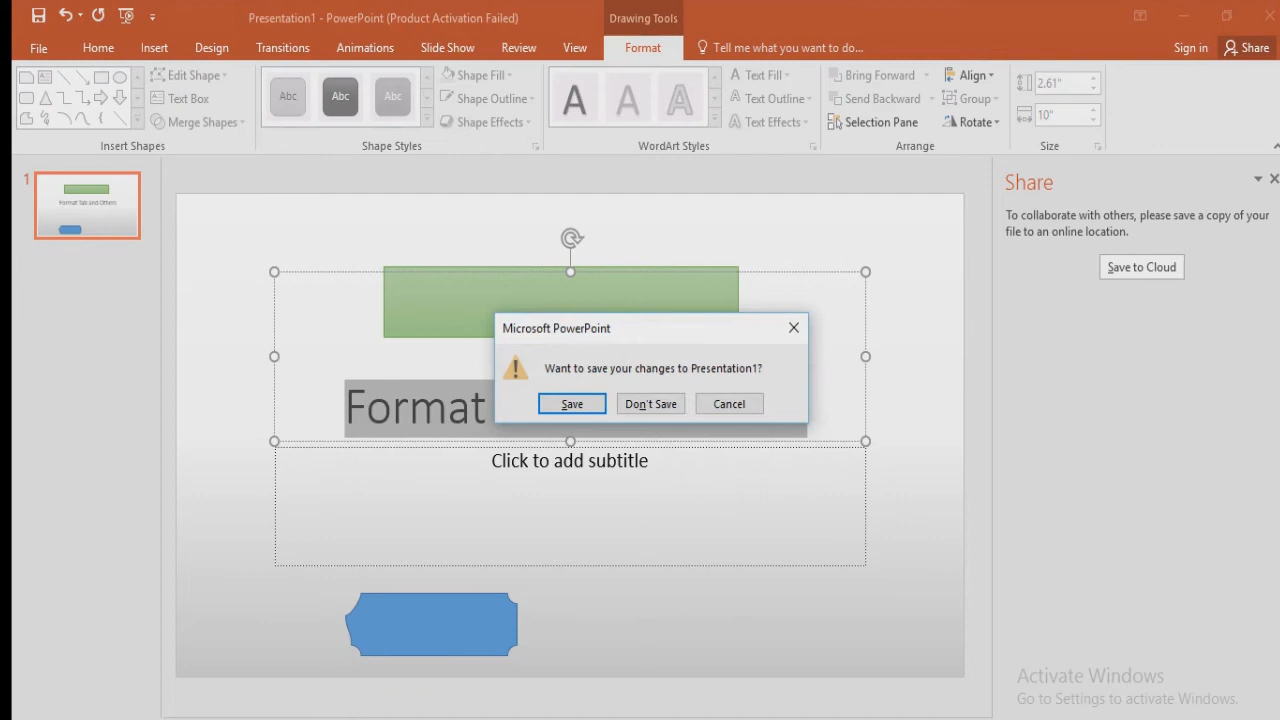 Presentation1 - PowerPoint (Product Activation Failed)
Drawing Tools
File Home Insert Design Transitions Animations Slide Show Review View Format Tell me what you want to do... Sign in Share
Edit Shape
Text Box
Merge Shapes
Insert Shapes
Abc Abc Abc
Shape Fill
Shape Outline
Shape Effects
Shape Styles
A A A
Text Fill
Text Outline
Text Effects
WordArt Styles
Bring Forward
Send Backward
Selection Pane
Align
Group
Rotate
Arrange
2.61"
10"
Size
1
Format Tab and Others
Format
Click to add subtitle
Microsoft PowerPoint
Want to save your changes to Presentation1?
Save Don't Save Cancel
Share
To collaborate with others, please save a copy of your
file to an online location.
Save to Cloud
Activate Windows
Go to Settings to activate Windows.